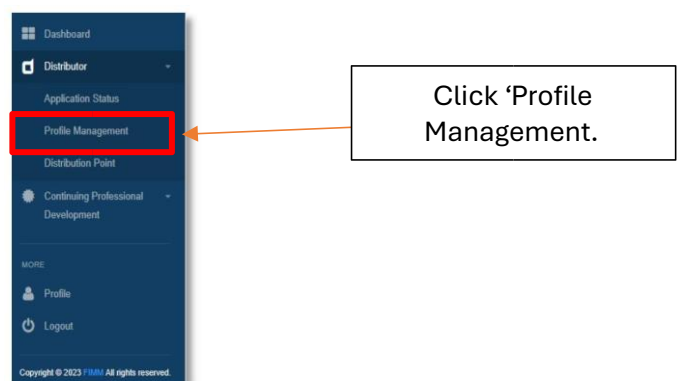 Dashboard
Distributor
Application Status
Profile Management
Distribution Point
Continuing Professional
Development
MORE
Profile
Logout
Copyright © 2023 FIMM All rights reserved.
Click ‘Profile
Management.